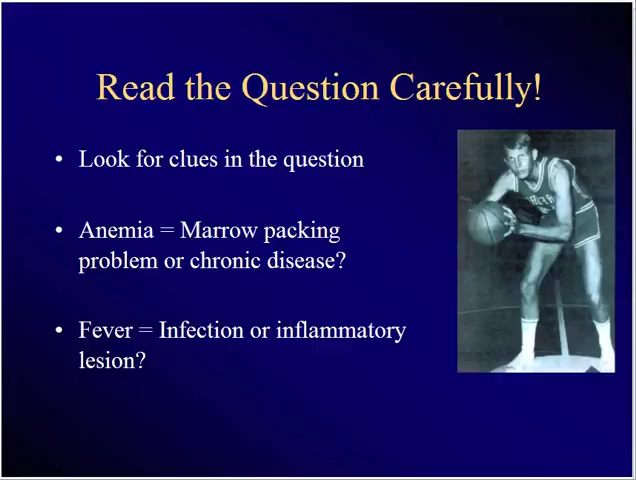 Read the Question Carefully!
• Look for clues in the question
• Anemia = Marrow packing
problem or chronic disease?
• Fever = Infection or inflammatory
lesion?